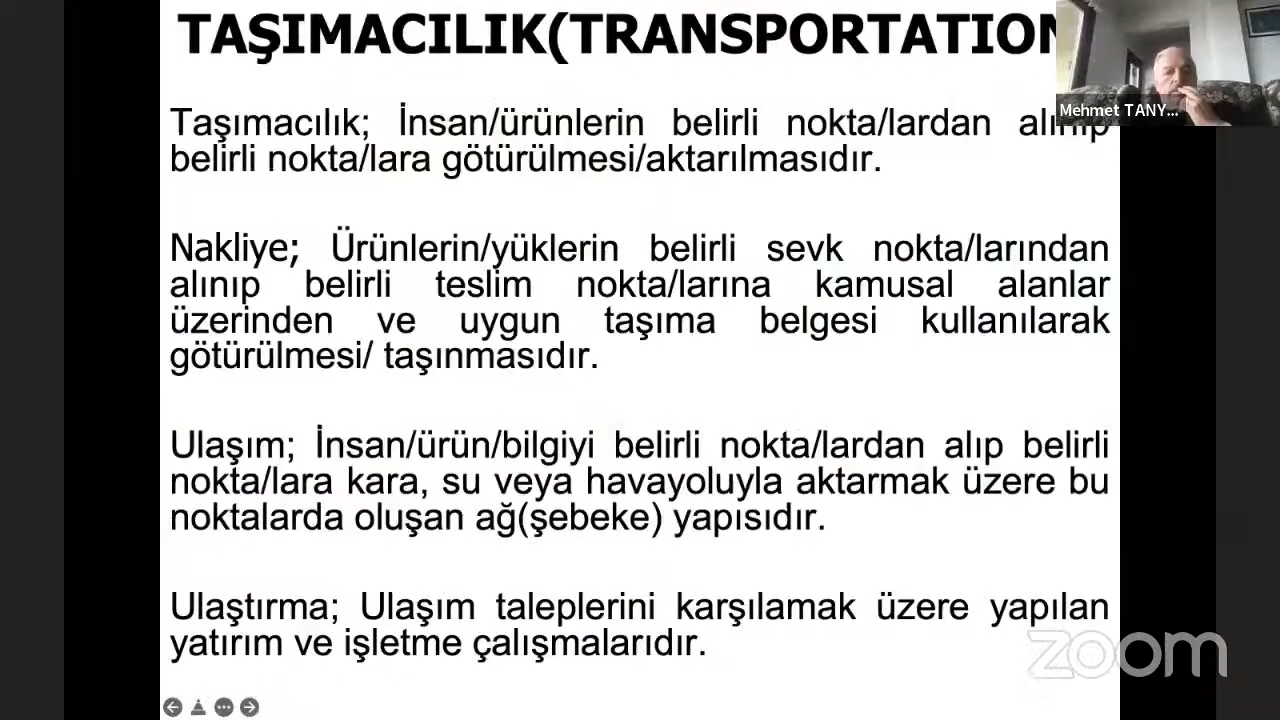 TAŞIMACILIK(TRANSPORTATION
Mehmet TANY...
Taşımacılık; İnsan/ürünlerin belirli nokta/lardan alınıp
belirli nokta/lara götürülmesi/aktarılmasıdır.
Nakliye; Ürünlerin/yüklerin belirli sevk nokta/larından
alınıp belirli teslim nokta/larına kamusal alanlar
üzerinden ve uygun taşıma belgesi kullanılarak
götürülmesi/ taşınmasıdır.
Ulaşım; İnsan/ürün/bilgiyi belirli nokta/lardan alıp belirli
nokta/lara kara, su veya havayoluyla aktarmak üzere bu
noktalarda oluşan ağ(şebeke) yapısıdır.
Ulaştırma; Ulaşım taleplerini karşılamak üzere yapılan
yatırım ve işletme çalışmalarıdır.
zoom